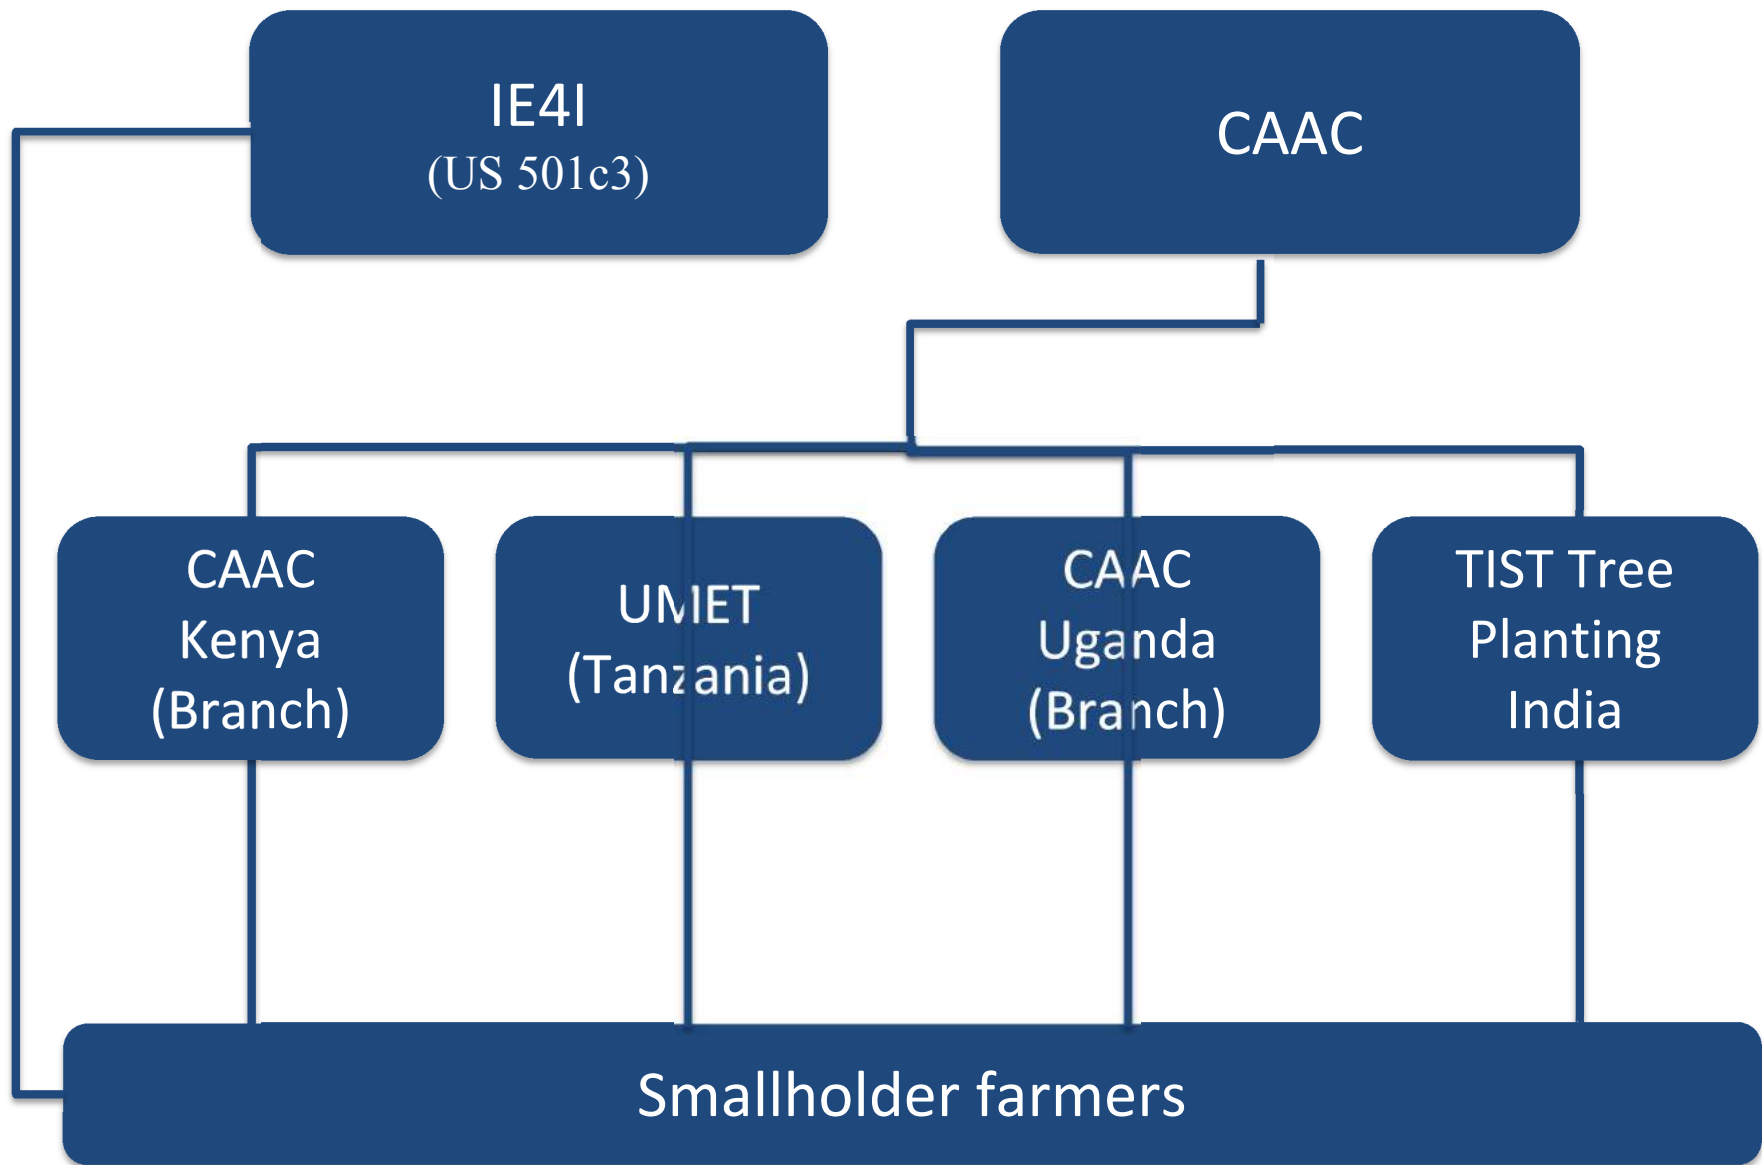 IE4I
(US 501c3)
CAAC
CAAC
Kenya
(Branch)
UMET
(Tanzania)
CAAC
Uganda
(Branch)
TIST Tree
Planting
India
Smallholder farmers